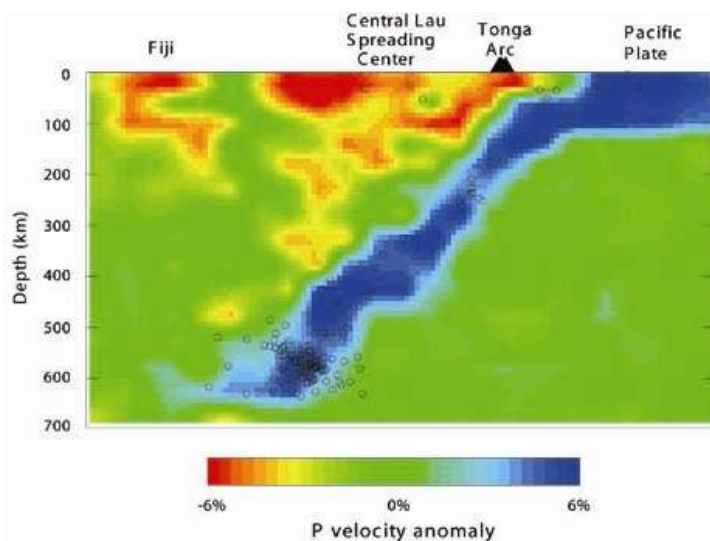 Fiji
Central Lau
Spreading
Center
Tonga
Arc
Pacific
Plate
0
100
200
300
400
500
600
700
Depth (km)
-6%
0%
6%
P velocity anomaly